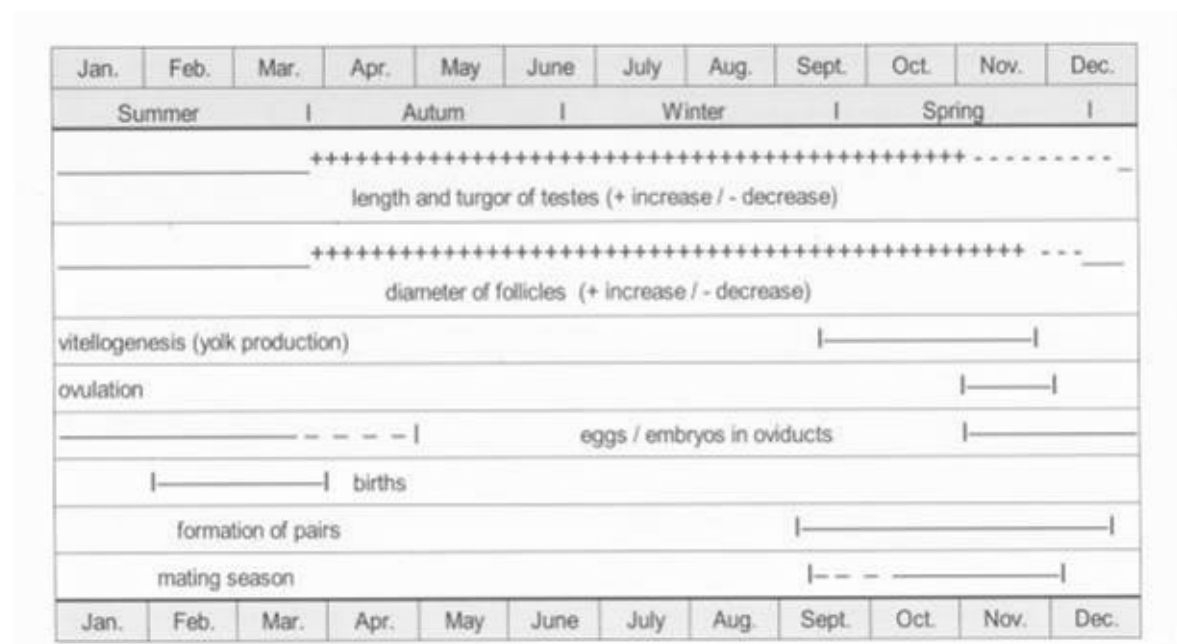 Jan. Feb. Mar. Apr. May June July Aug. Sept. Oct. Nov. Dec.
Summer | Autum | Winter | Spring |
+++++++++++++++++++++++++++++++++++++++++++++ - - - - - - - - - -
length and turgor of testes (+ increase / - decrease)
+++++++++++++++++++++++++++++++++++++++++++++++++ - - -
diameter of follicles (+ increase / - decrease)
vitellogenesis (yolk production)
ovulation
eggs / embryos in oviducts
births
formation of pairs
mating season
Jan. Feb. Mar. Apr. May June July Aug. Sept. Oct. Nov. Dec.